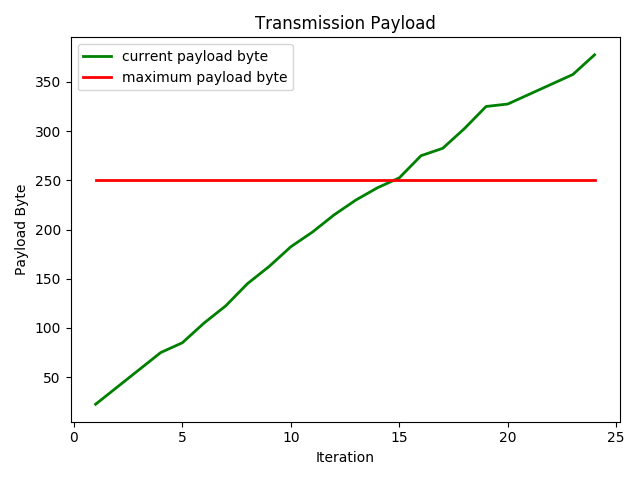 Transmission Payload
current payload byte
maximum payload byte
350
300
250
200
150
100
50
Payload Byte
0
5
10
15
20
25
Iteration